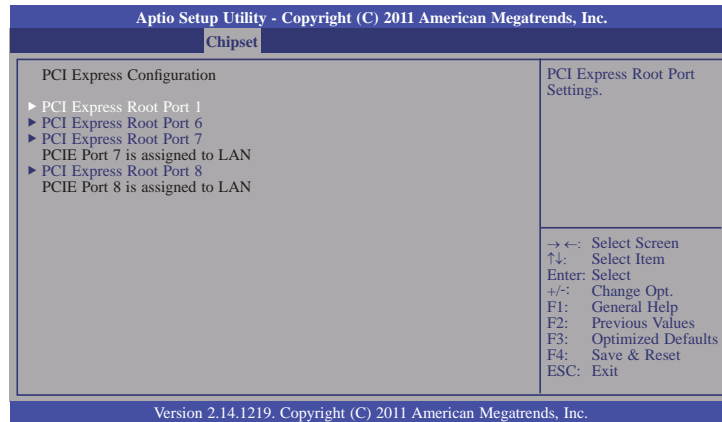 Aptio Setup Utility - Copyright (C) 2011 American Megatrends, Inc.
Chipset
PCI Express Configuration
▶ PCI Express Root Port 1
▶ PCI Express Root Port 6
▶ PCI Express Root Port 7
PCIE Port 7 is assigned to LAN
▶ PCI Express Root Port 8
PCIE Port 8 is assigned to LAN
PCI Express Root Port
Settings.
→ ←: Select Screen
↑↓: Select Item
Enter: Select
+/-: Change Opt.
F1: General Help
F2: Previous Values
F3: Optimized Defaults
F4: Save & Reset
ESC: Exit
Version 2.14.1219. Copyright (C) 2011 American Megatrends, Inc.